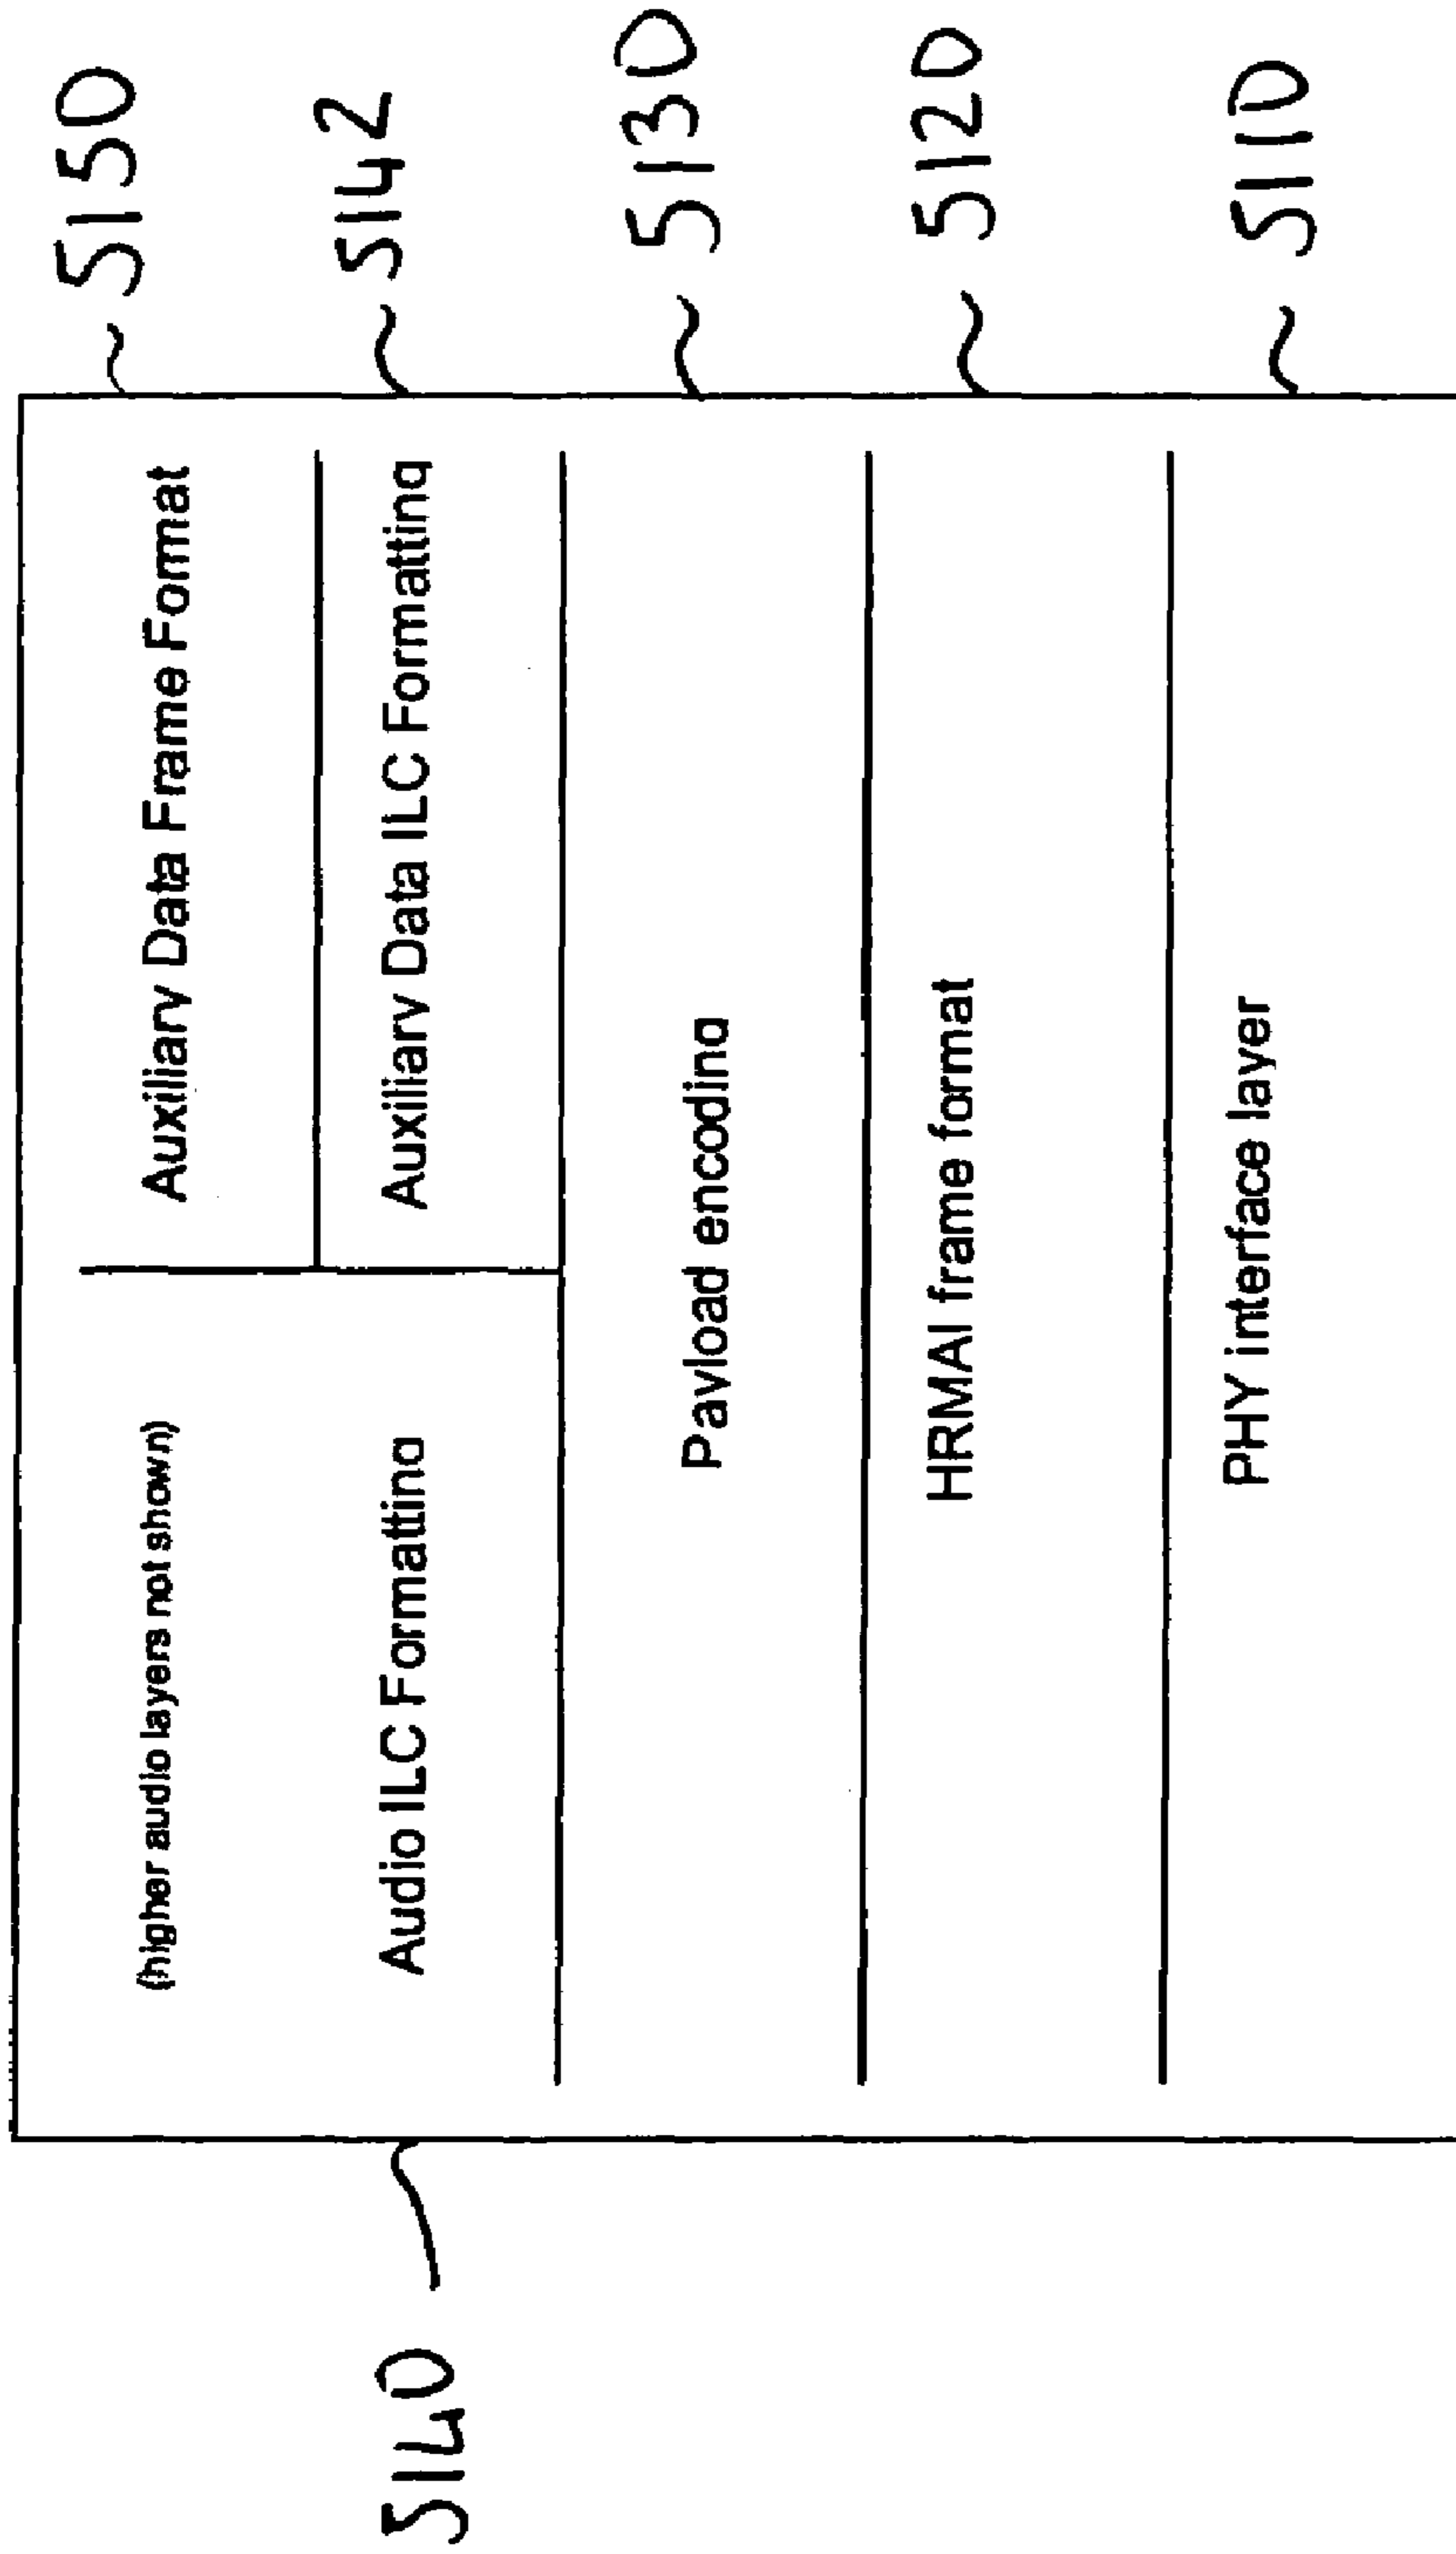 (higher audio layers not shown)
Auxiliary Data Frame Format
5150
5140
Audio ILC Formatting
Auxiliary Data ILC Formatting
5142
Payload encoding
5130
HRMAI frame format
5120
PHY interface layer
5110